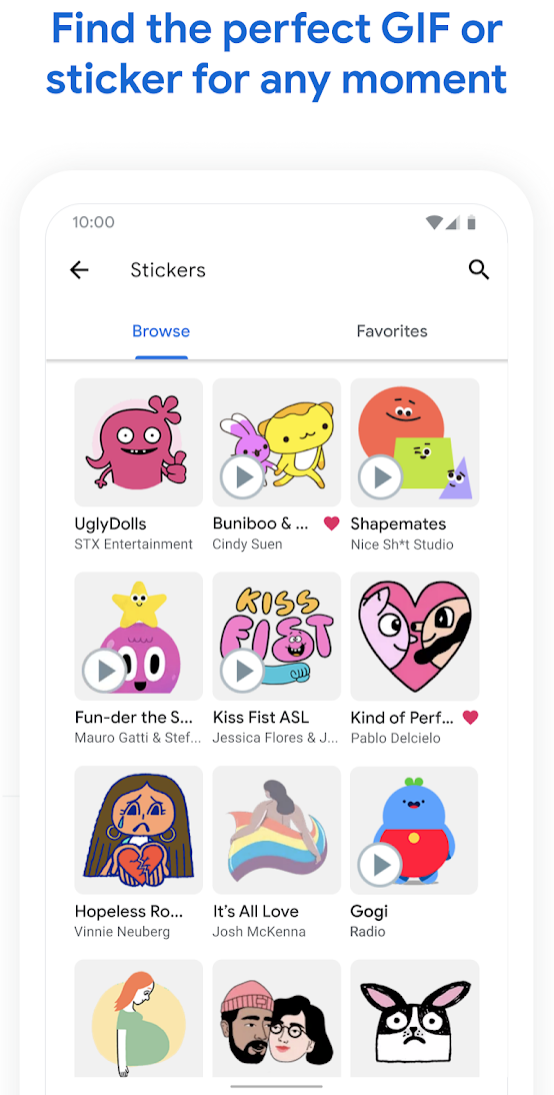 Find the perfect GIF or
sticker for any moment
10:00
Stickers
Browse
Favorites
UglyDolls
STX Entertainment
Buniboo & ...
Cindy Suen
Shapemates
Nice Sh*t Studio
KISS
FIST
Fun-der the S...
Mauro Gatti & Stef...
Kiss Fist ASL
Jessica Flores & J...
Kind of Perf...
Pablo Delcielo
Hopeless Ro...
Vinnie Neuberg
It's All Love
Josh McKenna
Gogi
Radio